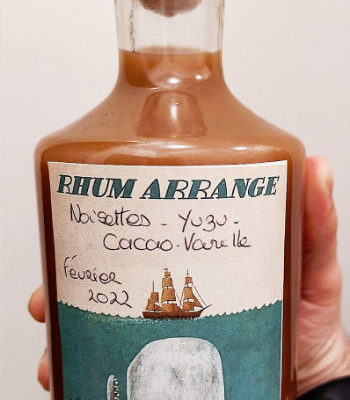 RHUM ARRANGE
Noisettes - Yuzu -
Cacao - Vanille
Février
2022